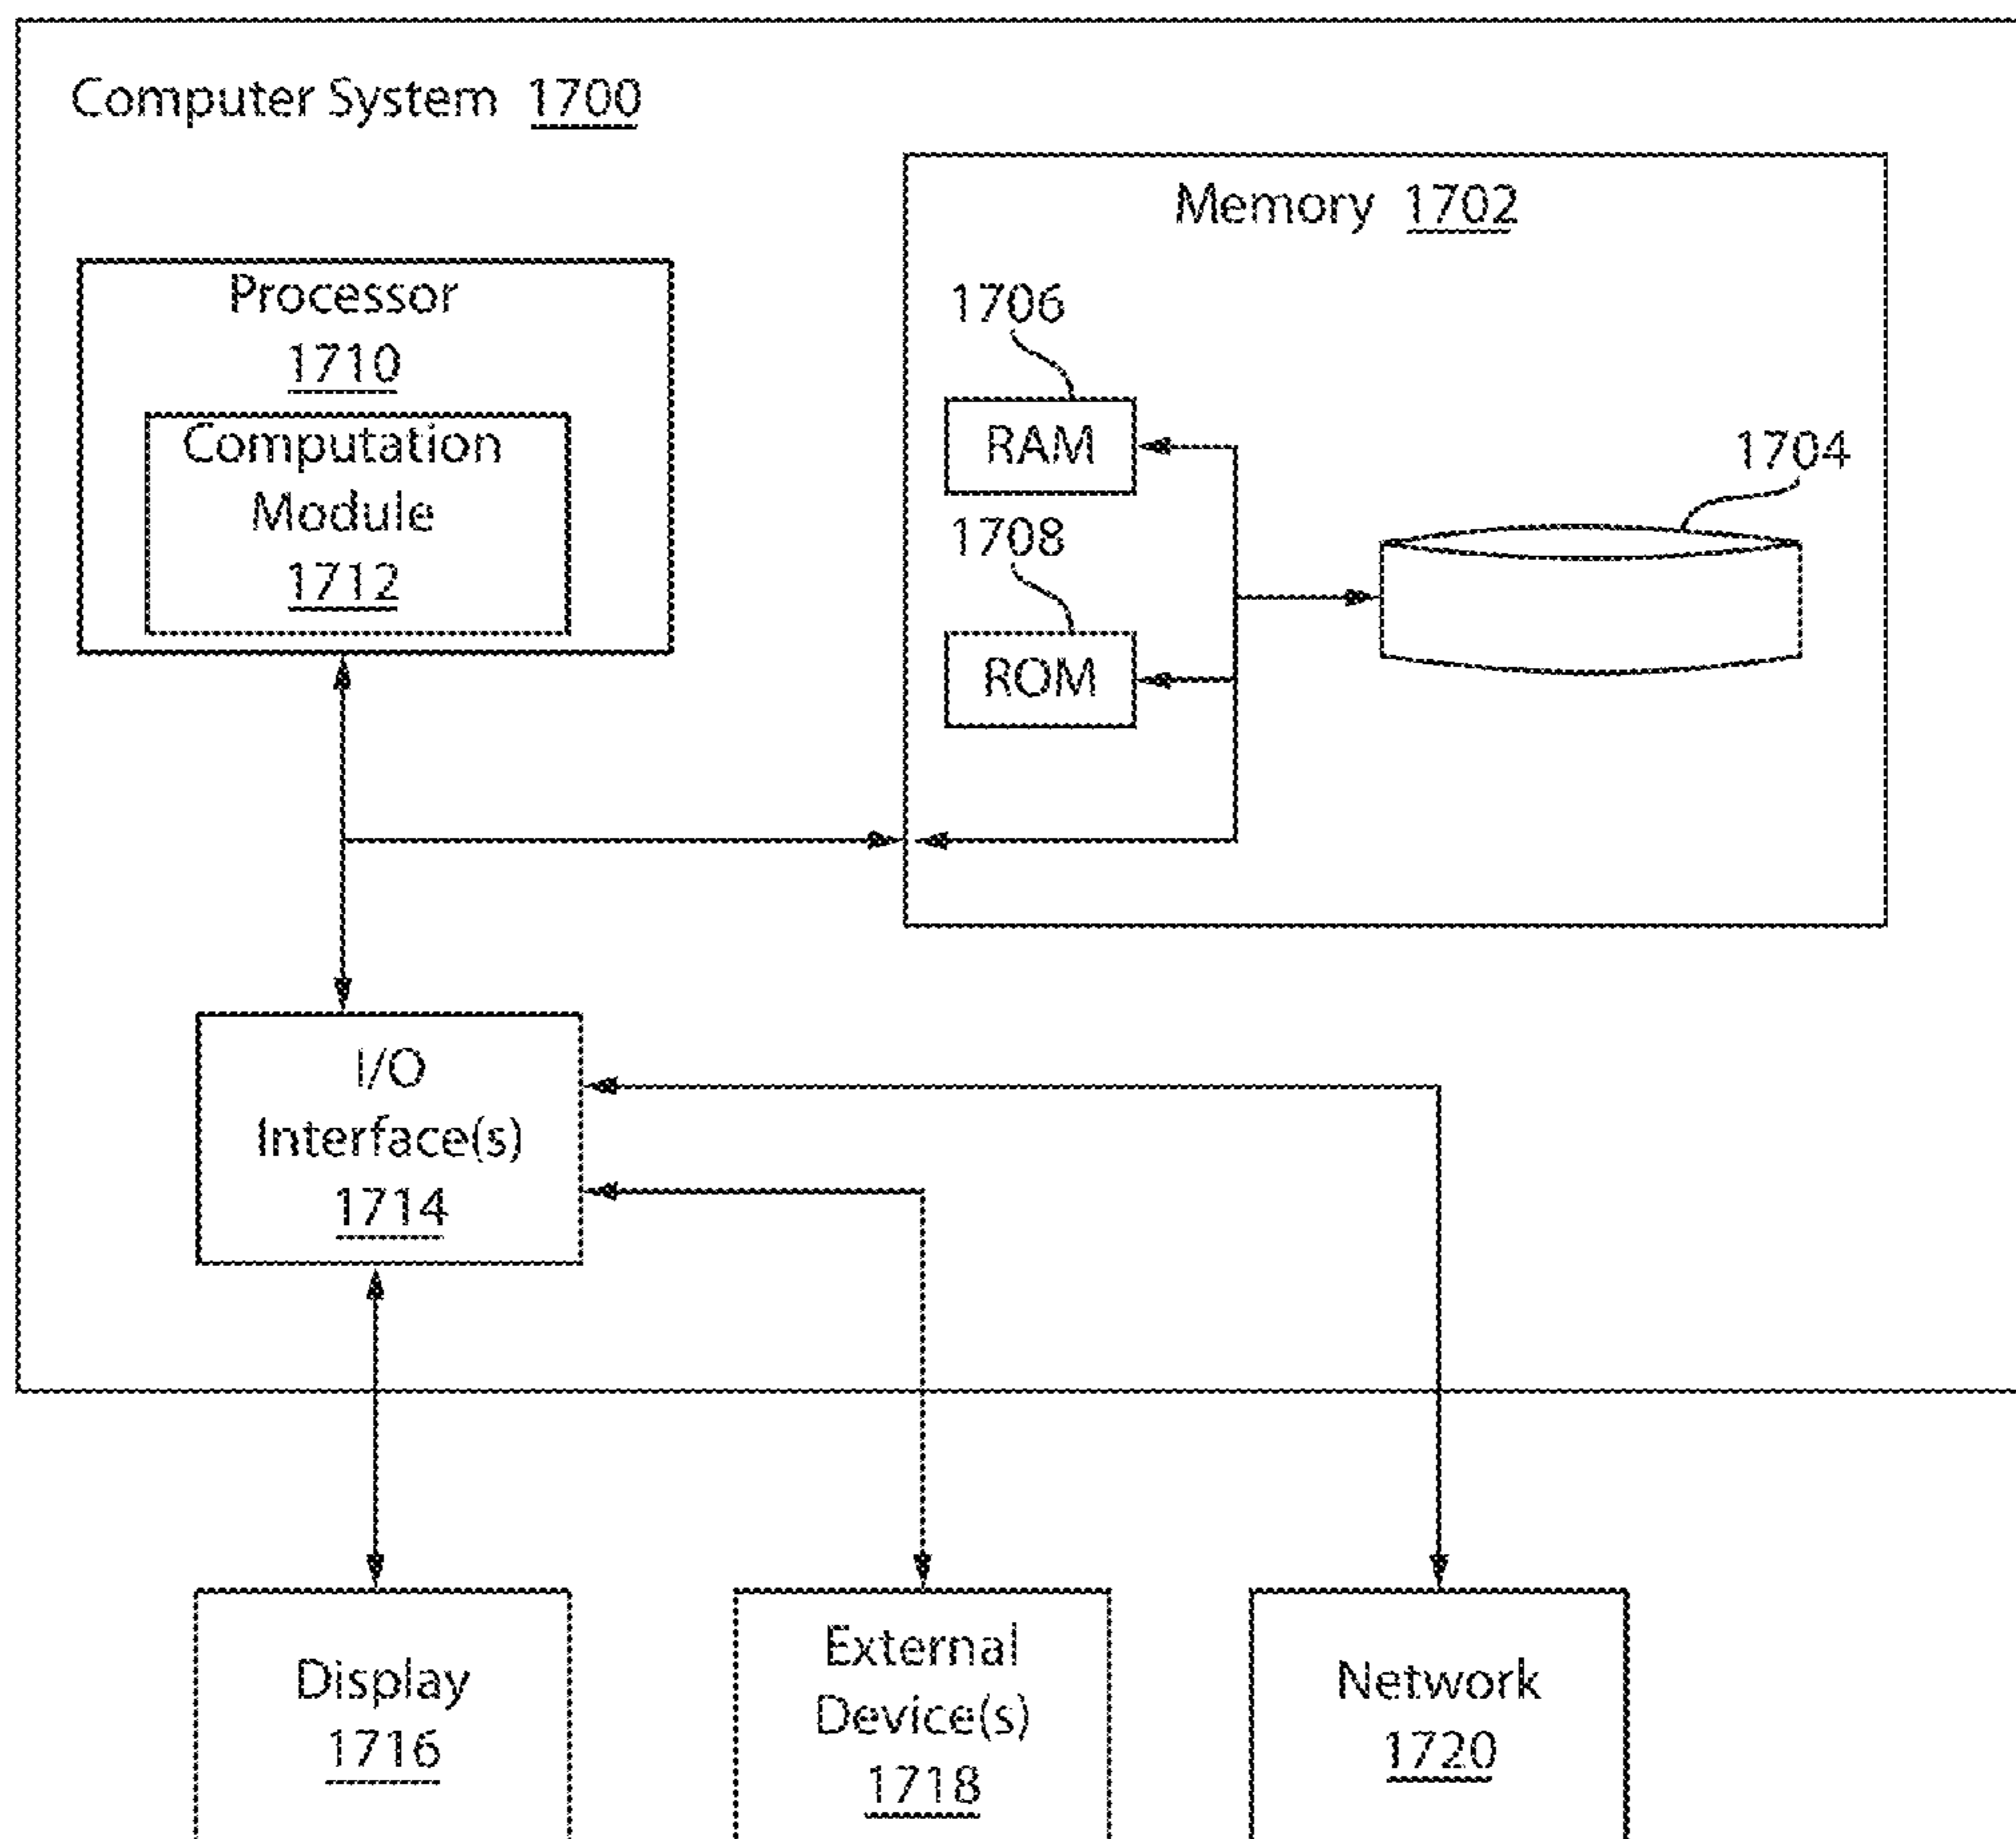 Computer System 1700
Memory 1702
Processor
1710
Computation
Module
1712
1706
RAM
1704
1708
ROM
I/O
Interface(s)
1714
Display
1716
External
Device(s)
1718
Network
1720